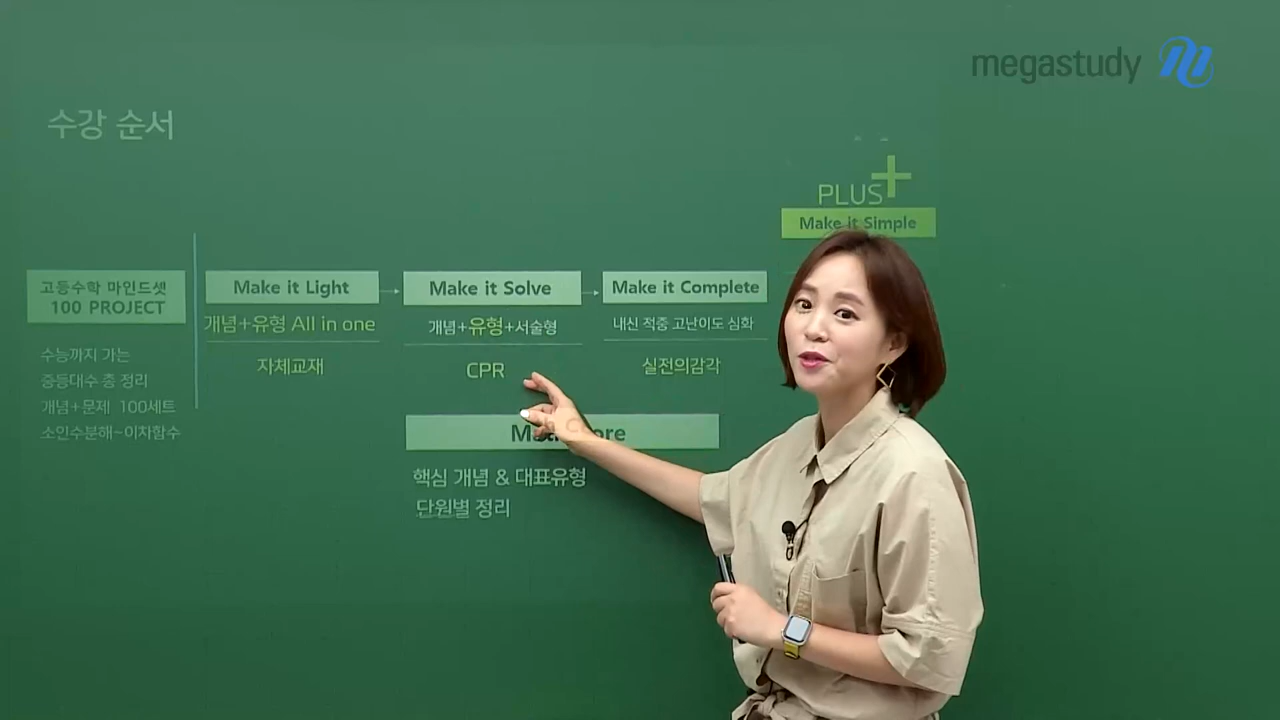 megastudy
수강 순서
PLUS+
Make it Simple
고등수학 마인드셋
100 PROJECT
수능까지 가는
중등대수 총 정리
개념+문제 100세트
소인수분해~이차함수
Make it Light
개념+유형 All in one
자체교재
Make it Solve
개념+유형+서술형
CPR
Make it Complete
내신 적중 고난이도 심화
실전의감각
핵심 개념 & 대표유형
단원별 정리